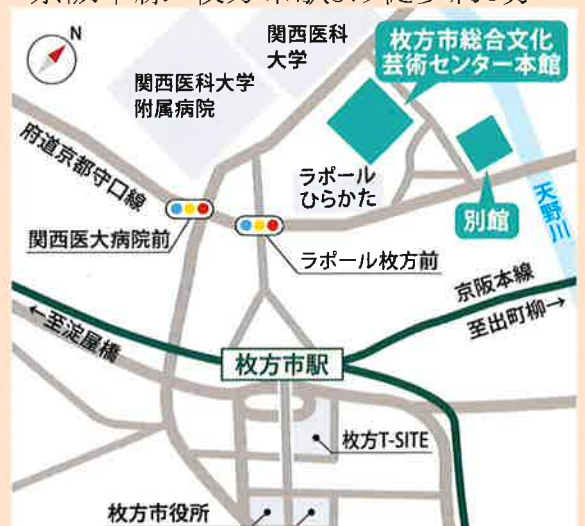 N
関西医科
大学
関西医科大学
附属病院
枚方市総合文化
芸術センター本館
府道京都守口線
ラポール
ひらかた
別館
天野川
関西医大病院前
ラポール枚方前
京阪本線
至出町柳→
←至淀屋橋
枚方市駅
枚方T-SITE
枚方市役所